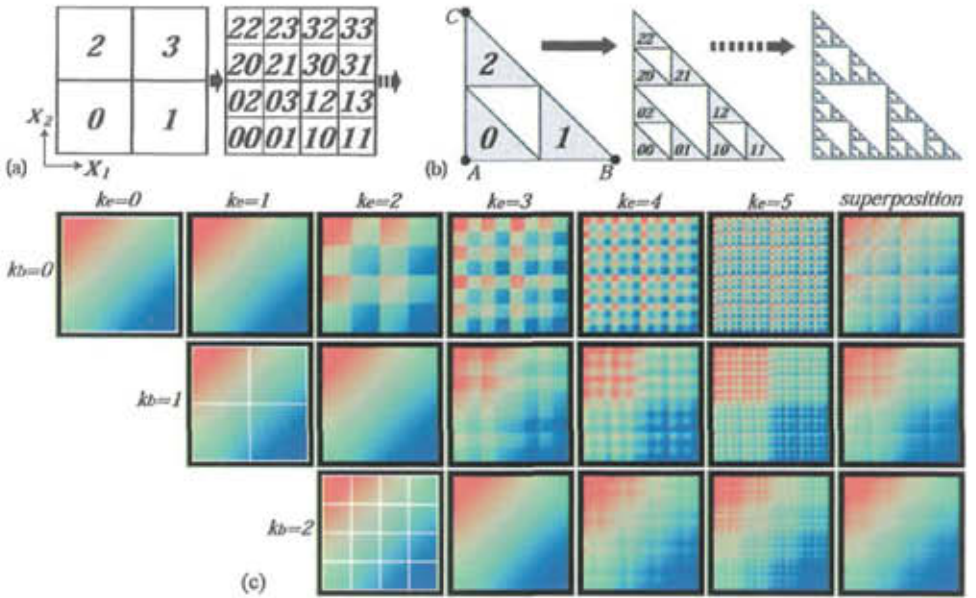 (a)
2 3
0 1
X2
X1
22 23 32 33
20 21 30 31
02 03 12 13
00 01 10 11
(b)
C
2
0 1
A B
22
20 21
02 12
00 01 10 11
ke=0 ke=1 ke=2 ke=3 ke=4 ke=5 superposition
kb=0
kb=1
kb=2
(c)